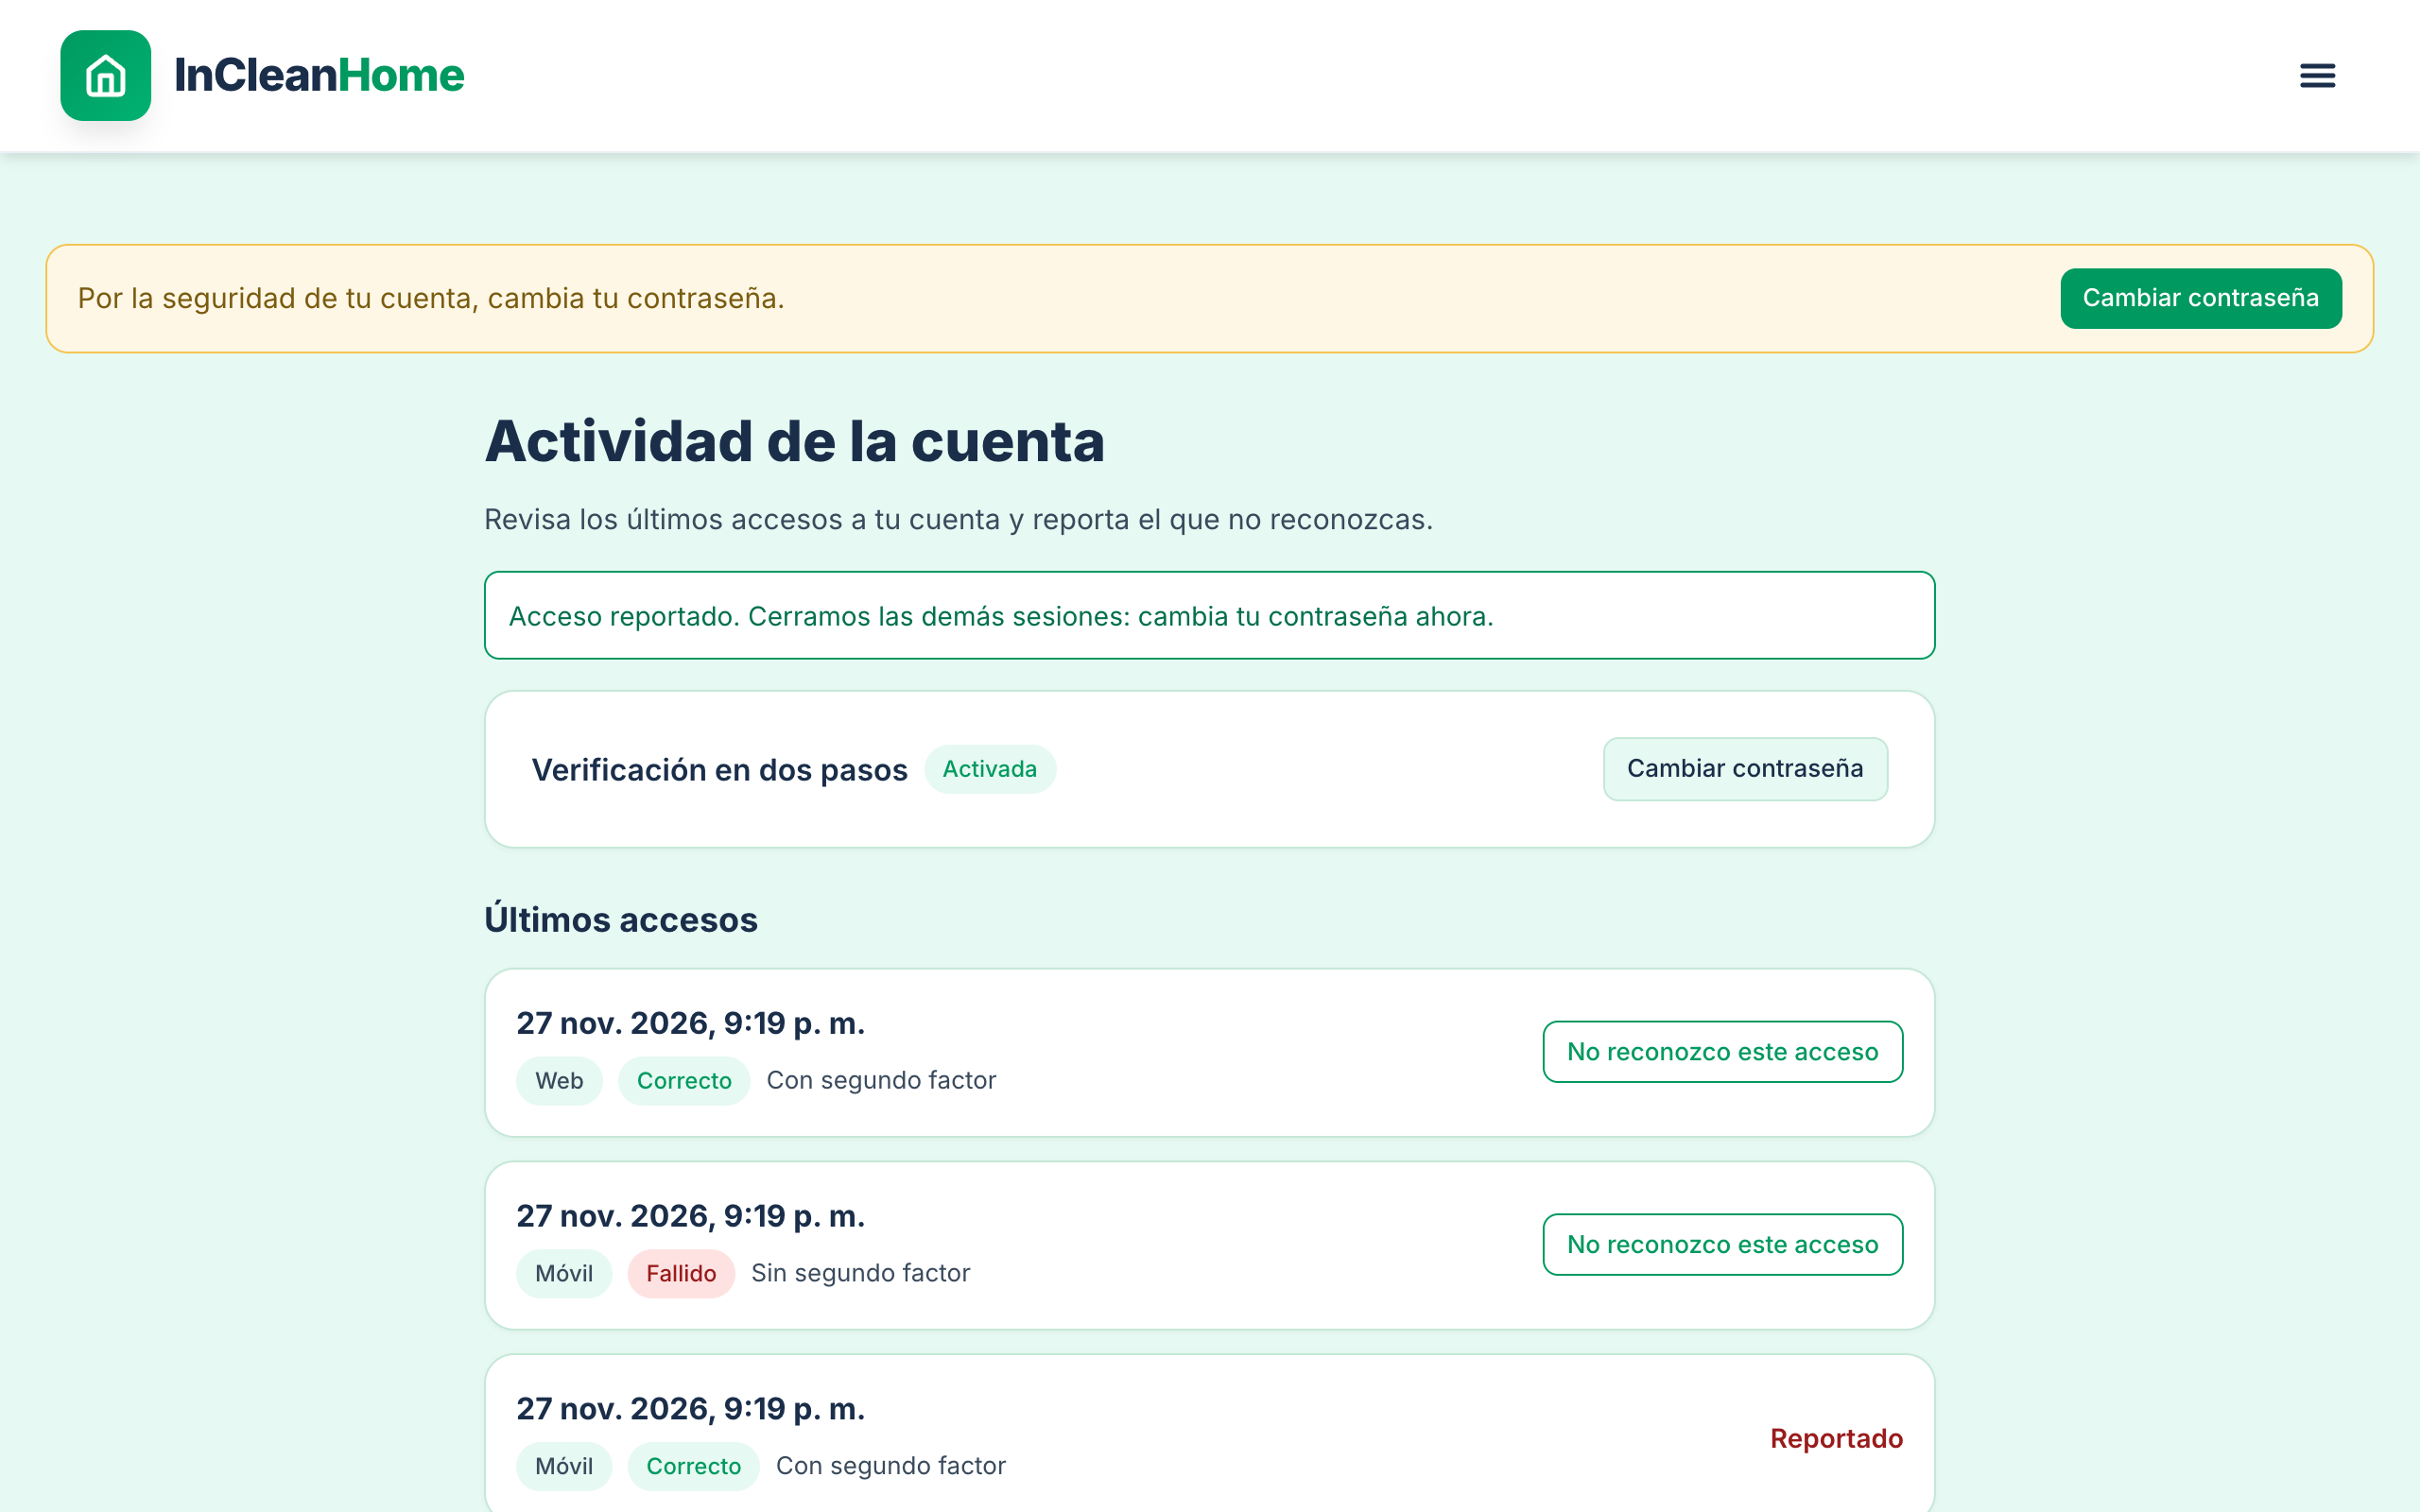 InCleanHome
Por la seguridad de tu cuenta, cambia tu contraseña.
Cambiar contraseña
Actividad de la cuenta
Revisa los últimos accesos a tu cuenta y reporta el que no reconozcas.
Acceso reportado. Cerramos las demás sesiones: cambia tu contraseña ahora.
Verificación en dos pasos Activada
Cambiar contraseña
Últimos accesos
27 nov. 2026, 9:19 p. m.
Web Correcto Con segundo factor
No reconozco este acceso
27 nov. 2026, 9:19 p. m.
Móvil Fallido Sin segundo factor
No reconozco este acceso
27 nov. 2026, 9:19 p. m.
Móvil Correcto Con segundo factor
Reportado